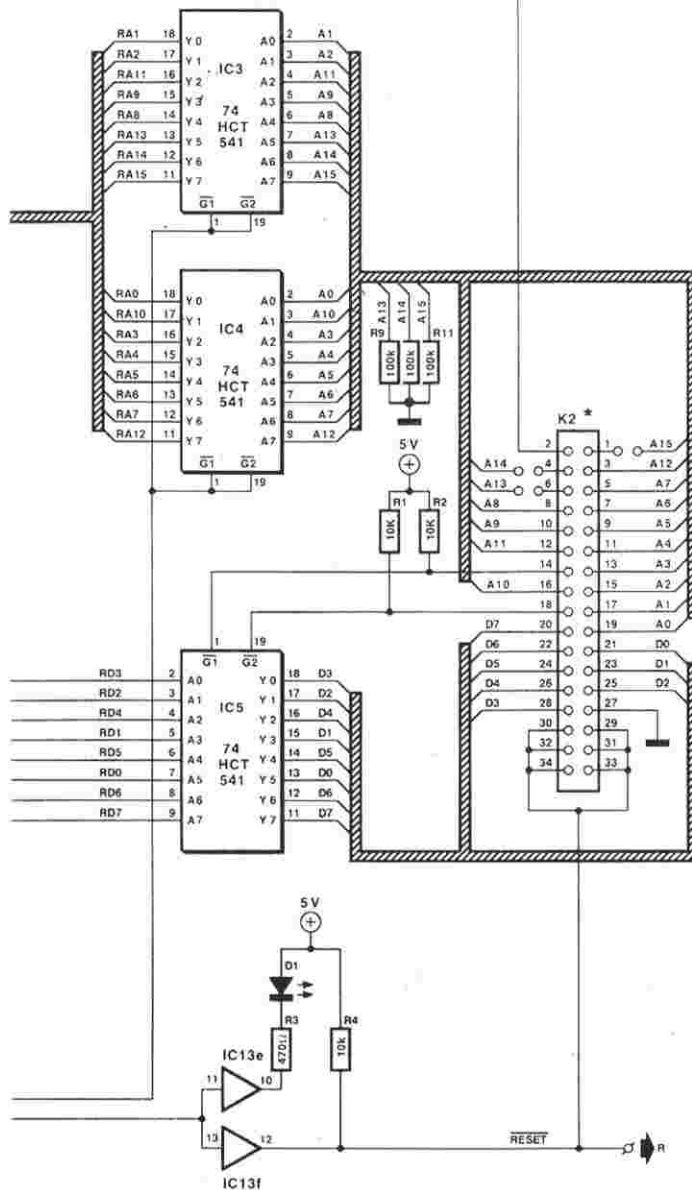 RA1 18 Y0 A0 2 A1
RA2 17 Y1 A1 3 A2
RA11 16 Y2 IC3 A2 4 A11
RA9 15 Y3 A3 5 A9
RA8 14 Y4 74 A4 6 A8
RA13 13 Y5 HCT A5 7 A13
RA14 12 Y6 541 A6 8 A14
RA15 11 Y7 A7 9 A15
G1 G2
1 19
RA0 18 Y0 A0 2 A0
RA10 17 Y1 A1 3 A10
RA3 16 Y2 IC4 A2 4 A3
RA4 15 Y3 A3 5 A4
RA5 14 Y4 74 A4 6 A5
RA6 13 Y5 HCT A5 7 A6
RA7 12 Y6 541 A6 8 A7
RA12 11 Y7 A7 9 A12
G1 G2
1 19
A13 A14 A15
R9 R11
100k 100k 100k
5 V
R1 R2
10K 10K
K2 *
2 1 A15
A14 4 3 A12
A13 6 5 A7
A8 8 7 A6
A9 10 9 A5
A11 12 11 A4
14 13 A3
A10 16 15 A2
18 17 A1
D7 20 19 A0
D6 22 21 D0
D5 24 23 D1
D4 26 25 D2
D3 28 27
30 29
32 31
34 33
1 19
G1 G2
RD3 2 A0 Y0 18 D3
RD2 3 A1 Y1 17 D2
RD4 4 A2 IC5 Y2 16 D4
RD1 5 A3 Y3 15 D1
RD5 6 A4 74 Y4 14 D5
RD0 7 A5 HCT Y5 13 D0
RD6 8 A6 541 Y6 12 D6
RD7 9 A7 Y7 11 D7
5 V
D1
R3 R4
470Ω 10k
IC13e
11 10
13 12
RESET R
IC13f